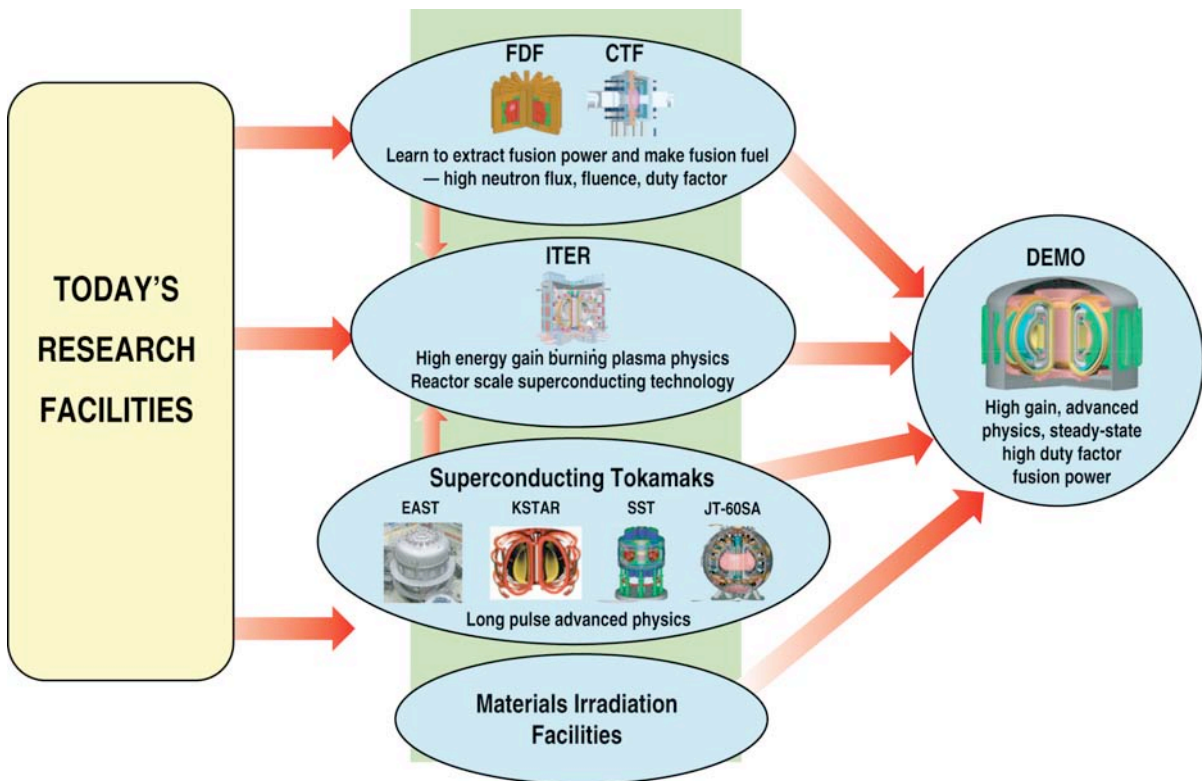 TODAY'S
RESEARCH
FACILITIES
FDF
CTF
Learn to extract fusion power and make fusion fuel
— high neutron flux, fluence, duty factor
ITER
High energy gain burning plasma physics
Reactor scale superconducting technology
Superconducting Tokamaks
EAST
KSTAR
SST
JT-60SA
Long pulse advanced physics
Materials Irradiation
Facilities
DEMO
High gain, advanced
physics, steady-state
high duty factor
fusion power